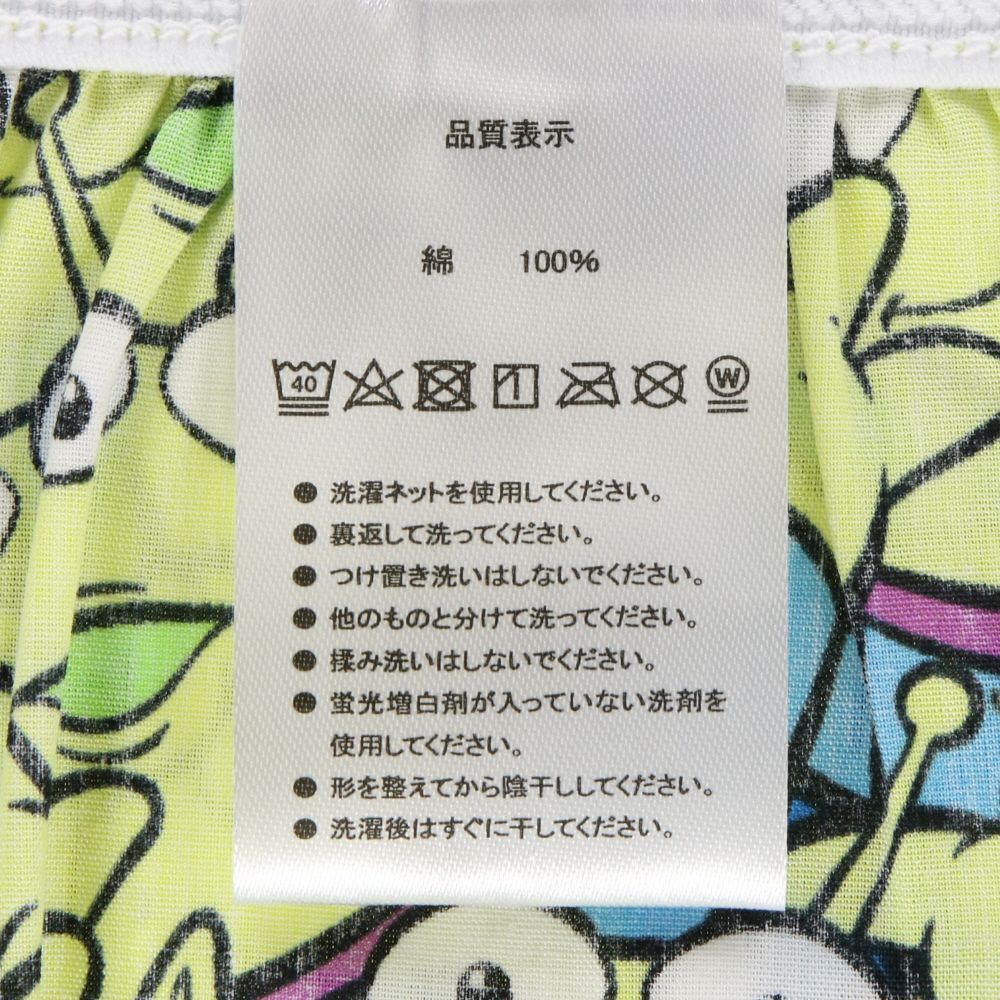 品質表示
綿 100%
40 W
● 洗濯ネットを使用してください。
● 裏返して洗ってください。
● つけ置き洗いはしないでください。
● 他のものと分けて洗ってください。
● 揉み洗いはしないでください。
● 蛍光増白剤が入っていない洗剤を
使用してください。
● 形を整えてから陰干ししてください。
● 洗濯後はすぐに干してください。